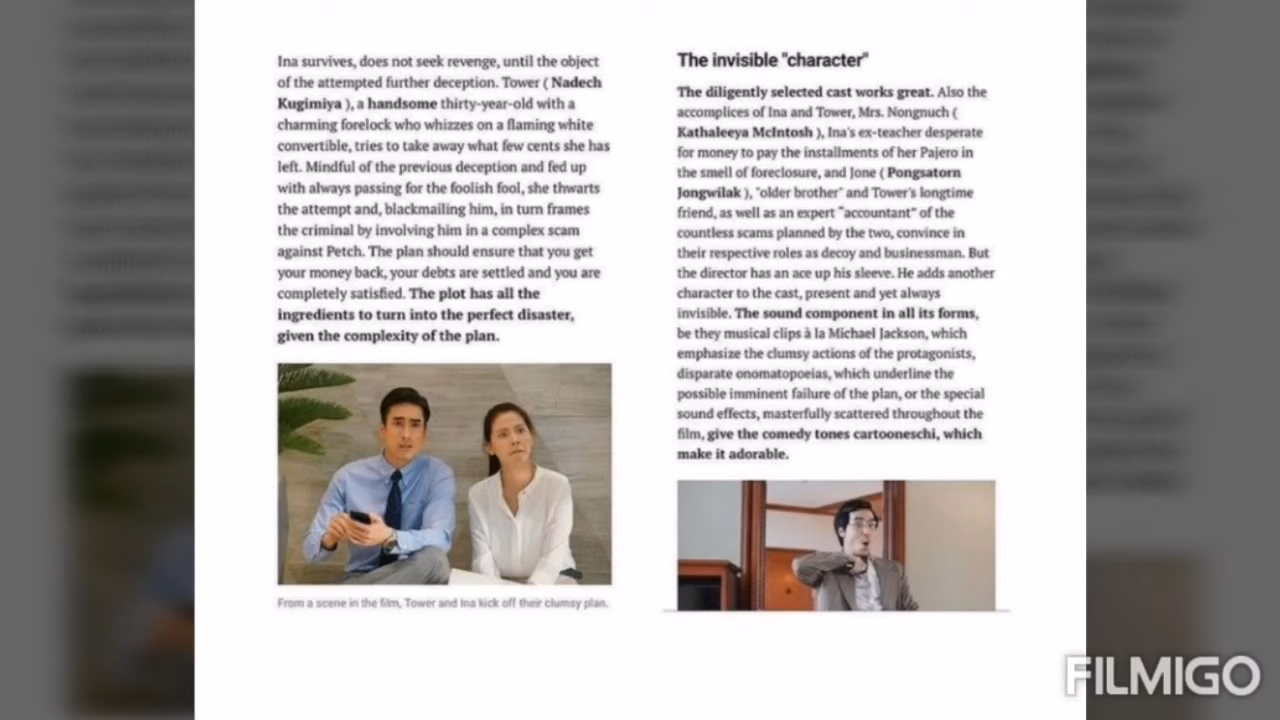 Ina survives, does not seek revenge, until the object
of the attempted further deception. Tower ( Nadech
Kugimiya ), a handsome thirty-year-old with a
charming forelock who whizzes on a flaming white
convertible, tries to take away what few cents she has
left. Mindful of the previous deception and fed up
with always passing for the foolish fool, she thwarts
the attempt and, blackmailing him, in turn frames
the criminal by involving him in a complex scam
against Petch. The plan should ensure that you get
your money back, your debts are settled and you are
completely satisfied. The plot has all the
ingredients to turn into the perfect disaster,
given the complexity of the plan.
From a scene in the film, Tower and Ina kick off their clumsy plan.
The invisible "character"
The diligently selected cast works great. Also the
accomplices of Ina and Tower, Mrs. Nongnuch (
Kathaleeya McIntosh ), Ina's ex-teacher desperate
for money to pay the installments of her Pajero in
the smell of foreclosure, and Jone ( Pongsatorn
Jongwilak ), "older brother" and Tower's longtime
friend, as well as an expert "accountant" of the
countless scams planned by the two, convince in
their respective roles as decoy and businessman. But
the director has an ace up his sleeve. He adds another
character to the cast, present and yet always
invisible. The sound component in all its forms,
be they musical clips à la Michael Jackson, which
emphasize the clumsy actions of the protagonists,
disparate onomatopoeias, which underline the
possible imminent failure of the plan, or the special
sound effects, masterfully scattered throughout the
film, give the comedy tones cartooneschi, which
make it adorable.
FILMIGO